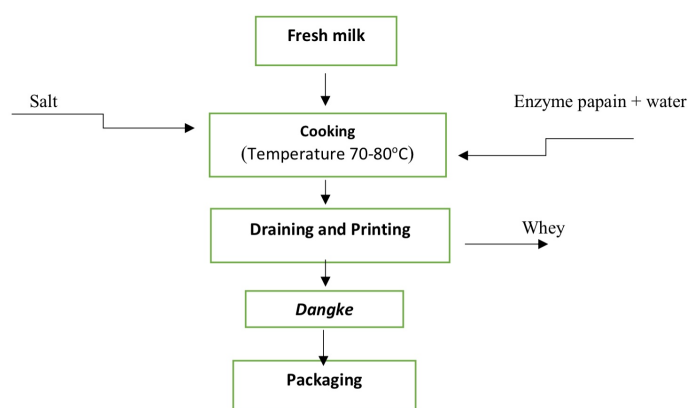 Fresh milk
Salt
Enzyme papain + water
Cooking
(Temperature 70-80°C)
Draining and Printing
Whey
Dangke
Packaging